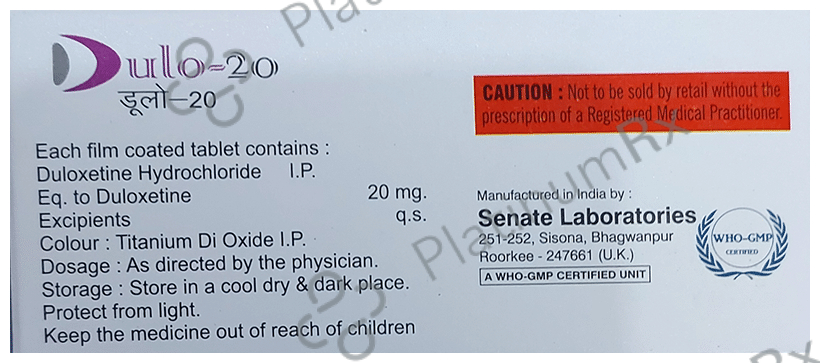 Dulo-20
डूलो–20
Each film coated tablet contains :
Duloxetine Hydrochloride I.P.
Eq. to Duloxetine 20 mg.
Excipients q.s.
Colour : Titanium Di Oxide I.P.
Dosage : As directed by the physician.
Storage : Store in a cool dry & dark place.
Protect from light.
Keep the medicine out of reach of children
CAUTION : Not to be sold by retail without the
prescription of a Registered Medical Practitioner.
Manufactured in India by :
Senate Laboratories
251-252, Sisona, Bhagwanpur
Roorkee - 247661 (U.K.)
A WHO-GMP CERTIFIED UNIT
WHO-GMP
CERTIFIED
PlatinumRx